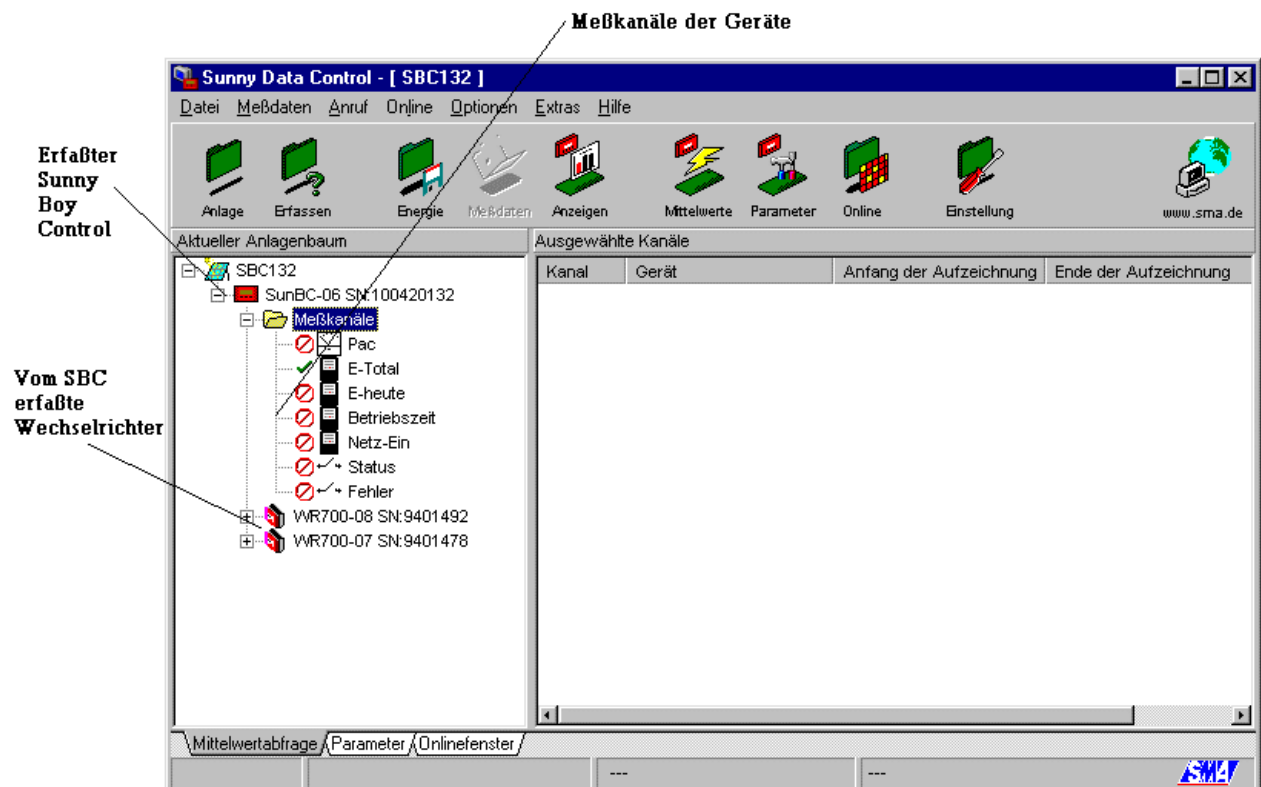 Meßkanäle der Geräte
Sunny Data Control - [ SBC132 ]
Datei Meßdaten Anruf Online Optionen Extras Hilfe
Erfaßter
Sunny
Boy
Control
Anlage Erfassen Energie Meßdaten Anzeigen Mittelwerte Parameter Online Einstellung www.sma.de
Aktueller Anlagenbaum
Ausgewählte Kanäle
Kanal Gerät Anfang der Aufzeichnung Ende der Aufzeichnung
SBC132
SunBC-06 SN:100420132
Meßkanäle
Pac
E-Total
E-heute
Betriebszeit
Netz-Ein
Status
Fehler
WR700-08 SN:9401492
WR700-07 SN:9401478
Vom SBC
erfaßte
Wechselrichter
Mittelwertabfrage Parameter Onlinefenster
--- ---
SMA